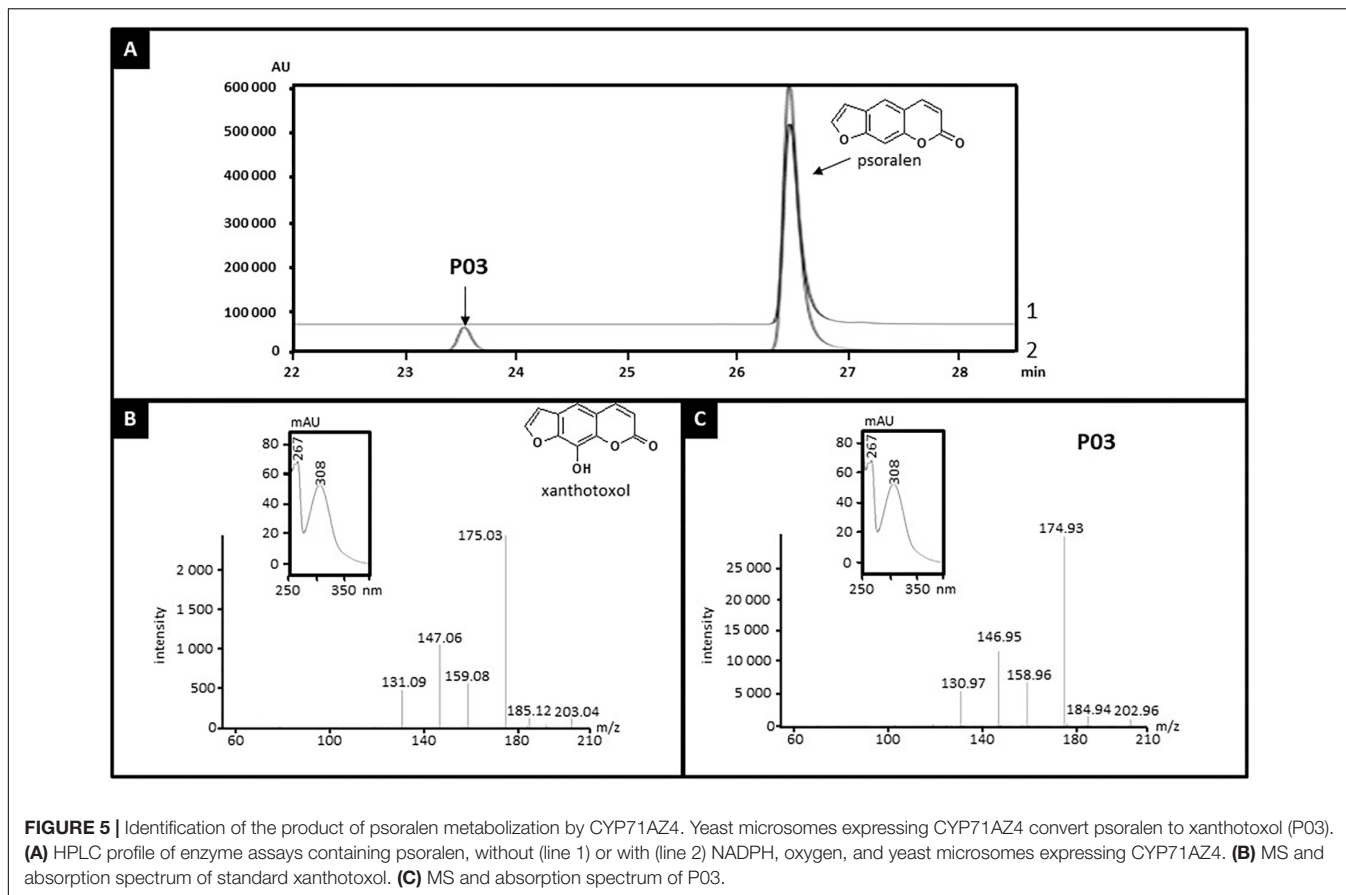 A
AU
600 000
500 000
400 000
300 000
200 000
100 000
0
P03
psoralen
O
O
O
1
2
22
23
24
25
26
27
28
min
B
mAU
80
60
40
20
0
267
308
250
350
nm
O
O
O
OH
xanthotoxol
intensity
2 000
1 500
1 000
500
0
131.09
147.06
159.08
175.03
185.12
203.04
m/z
60
100
140
180
210
C
mAU
80
60
40
20
0
267
308
250
350
nm
P03
intensity
25 000
20 000
15 000
10 000
5 000
0
130.97
146.95
158.96
174.93
184.94
202.96
m/z
60
100
140
180
210
FIGURE 5 | Identification of the product of psoralen metabolization by CYP71AZ4. Yeast microsomes expressing CYP71AZ4 convert psoralen to xanthotoxol (P03).
(A) HPLC profile of enzyme assays containing psoralen, without (line 1) or with (line 2) NADPH, oxygen, and yeast microsomes expressing CYP71AZ4. (B) MS and
absorption spectrum of standard xanthotoxol. (C) MS and absorption spectrum of P03.